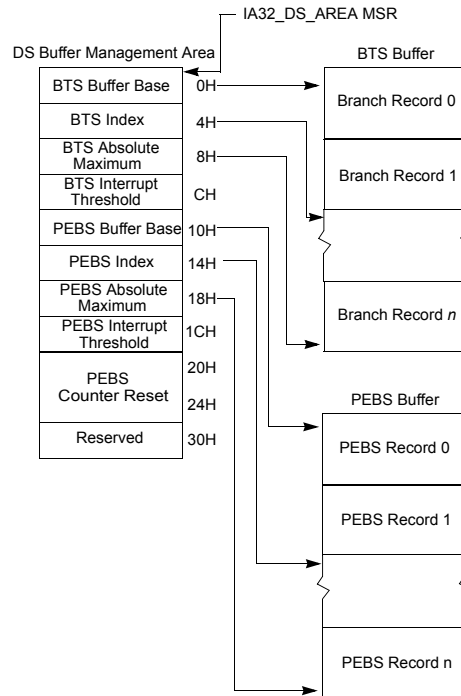 IA32_DS_AREA MSR
DS Buffer Management Area
BTS Buffer Base 0H
BTS Index 4H
BTS Absolute
Maximum 8H
BTS Interrupt
Threshold CH
PEBS Buffer Base 10H
PEBS Index 14H
PEBS Absolute
Maximum 18H
PEBS Interrupt
Threshold 1CH
20H
PEBS
Counter Reset
24H
Reserved 30H
BTS Buffer
Branch Record 0
Branch Record 1
Branch Record n
PEBS Buffer
PEBS Record 0
PEBS Record 1
PEBS Record n